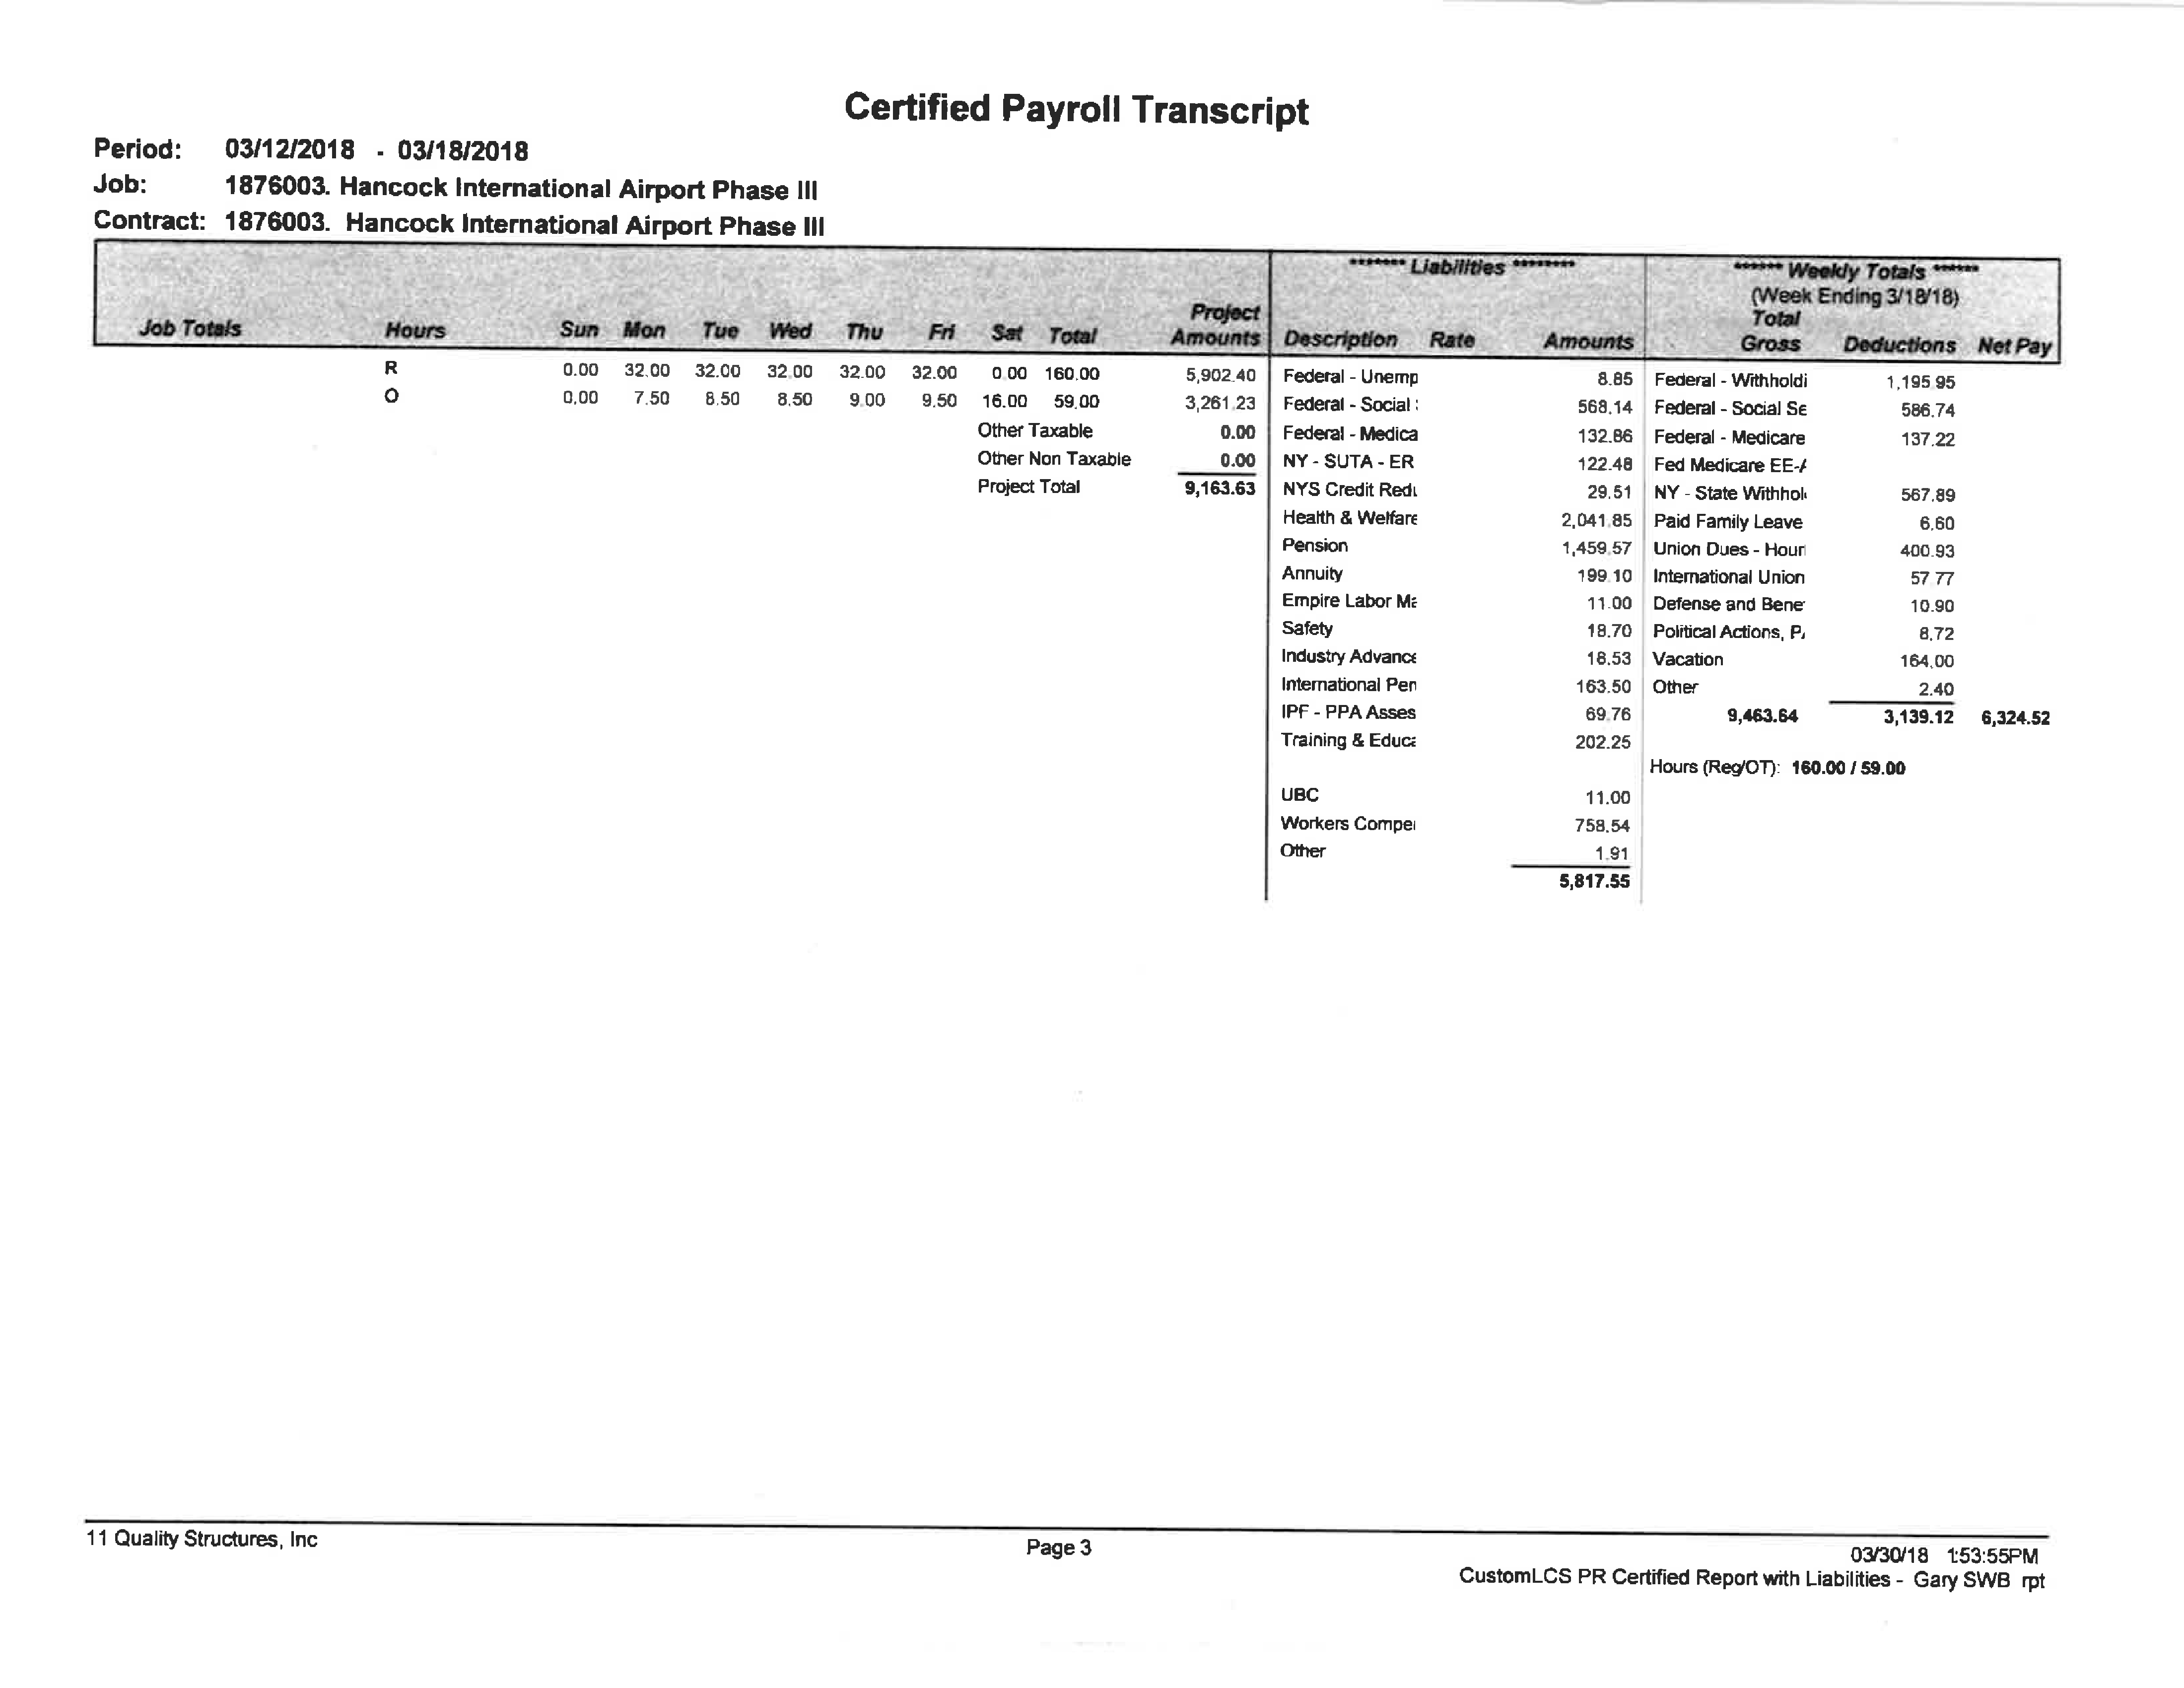 Certified Payroll Transcript
Period: 03/12/2018 - 03/18/2018
Job: 1876003. Hancock International Airport Phase III
Contract: 1876003. Hancock International Airport Phase III
******* Liabilities ******** ****** Weekly Totals ******
(Week Ending 3/18/18)
Job Totals Hours Sun Mon Tue Wed Thu Fri Sat Total Project Amounts Description Rate Amounts Total Gross Deductions Net Pay
R 0.00 32.00 32.00 32.00 32.00 32.00 0.00 160.00 5,902.40 Federal - Unemp 8.85 Federal - Withholdi 1,195.95
O 0.00 7.50 8.50 8.50 9.00 9.50 16.00 59.00 3,261.23 Federal - Social 568.14 Federal - Social Se 586.74
Other Taxable 0.00 Federal - Medica 132.86 Federal - Medicare 137.22
Other Non Taxable 0.00 NY - SUTA - ER 122.48 Fed Medicare EE-
Project Total 9,163.63 NYS Credit Redu 29.51 NY - State Withhol 567.89
Health & Welfare 2,041.85 Paid Family Leave 6.60
Pension 1,459.57 Union Dues - Hour 400.93
Annuity 199.10 International Union 57.77
Empire Labor Ma 11.00 Defense and Bene 10.90
Safety 18.70 Political Actions, P 8.72
Industry Advance 18.53 Vacation 164.00
International Pen 163.50 Other 2.40
IPF - PPA Asses 69.76 9,463.64 3,139.12 6,324.52
Training & Educa 202.25
Hours (Reg/OT): 160.00 / 59.00
UBC 11.00
Workers Compe 758.54
Other 1.91
5,817.55
11 Quality Structures, Inc
Page 3
03/30/18 1:53:55PM
CustomLCS PR Certified Report with Liabilities - Gary SWB rpt